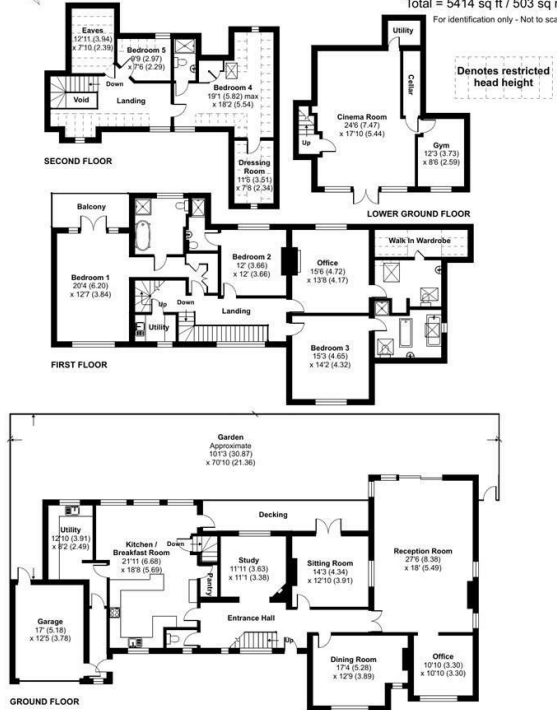 Total = 5414 sq ft / 503 sq m
For identification only - Not to sca
Denotes restricted
head height
Eaves
12'11 (3.94)
x 7'10 (2.39)
Bedroom 5
9'9 (2.97)
x 7'6 (2.29)
Down
Void
Landing
Bedroom 4
19'1 (5.82) max
x 18'2 (5.54)
Dressing
Room
11'6 (3.51)
x 7'8 (2.34)
SECOND FLOOR
Utility
Cellar
Cinema Room
24'6 (7.47)
x 17'10 (5.44)
Up
Gym
12'3 (3.73)
x 8'6 (2.59)
LOWER GROUND FLOOR
Balcony
Bedroom 1
20'4 (6.20)
x 12'7 (3.84)
Bedroom 2
12' (3.66)
x 12' (3.66)
Office
15'6 (4.72)
x 13'8 (4.17)
Walk In Wardrobe
Up
Down
Landing
Utility
Bedroom 3
15'3 (4.65)
x 14'2 (4.32)
FIRST FLOOR
Garden
Approximate
101'3 (30.87)
x 70'10 (21.36)
Decking
Utility
12'10 (3.91)
x 8'2 (2.49)
Kitchen /
Breakfast Room
21'11 (6.68)
x 18'8 (5.69)
Down
Pantry
Study
11'11 (3.63)
x 11'1 (3.38)
Sitting Room
14'3 (4.34)
x 12'10 (3.91)
Reception Room
27'6 (8.38)
x 18' (5.49)
Garage
17' (5.18)
x 12'5 (3.78)
Entrance Hall
Up
Dining Room
17'4 (5.28)
x 12'9 (3.89)
Office
10'10 (3.30)
x 10'10 (3.30)
GROUND FLOOR